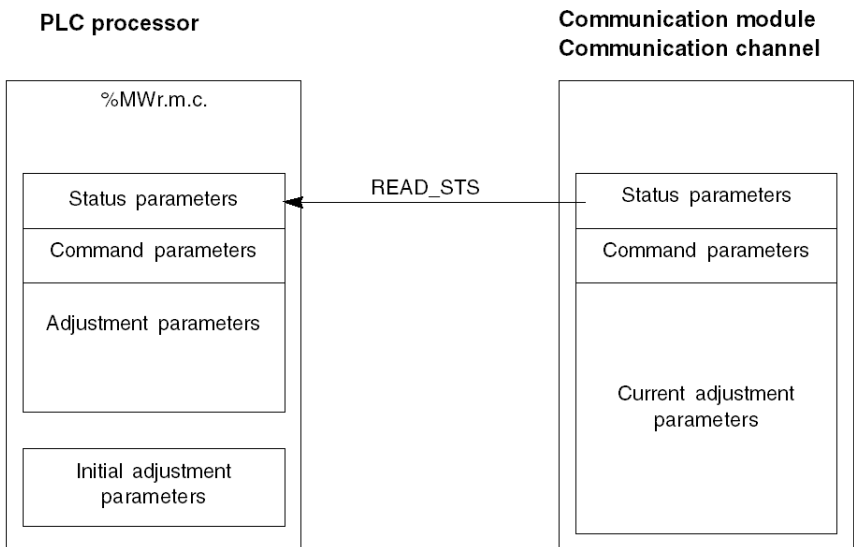 PLC processor
Communication module
Communication channel
%MWr.m.c.
Status parameters
Command parameters
Adjustment parameters
Initial adjustment
parameters
READ_STS
Status parameters
Command parameters
Current adjustment
parameters